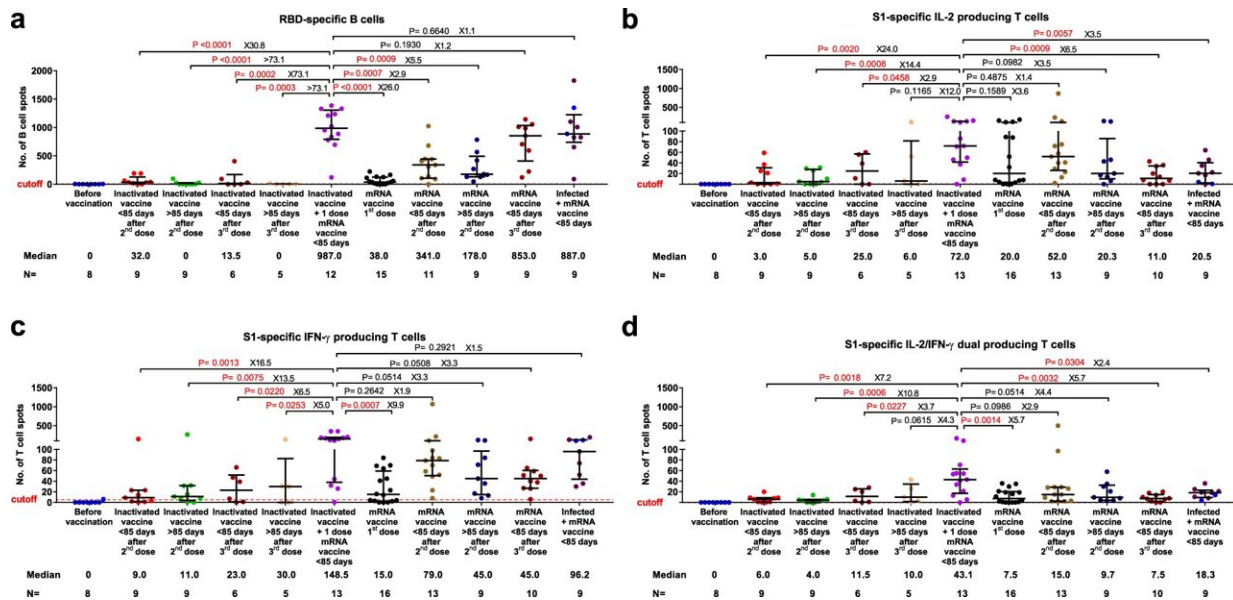 a
RBD-specific B cells
P = 0.6640 X1.1
P = 0.1930 X1.2
P <0.0001 X30.8
P <0.0001 >73.1
P= 0.0009 X5.5
P= 0.0002 X73.1
P= 0.0007 X2.9
P= 0.0003 >73.1
P <0.0001 X26.0
No. of B cell spots
2000
1500
1000
500
0
cutoff
Before vaccination
Inactivated vaccine <85 days after 2nd dose
Inactivated vaccine >85 days after 2nd dose
Inactivated vaccine <85 days after 3rd dose
Inactivated vaccine >85 days after 3rd dose
Inactivated vaccine + 1 dose mRNA vaccine <85 days
mRNA vaccine 1st dose
mRNA vaccine <85 days after 2nd dose
mRNA vaccine >85 days after 2nd dose
mRNA vaccine <85 days after 3rd dose
Infected + mRNA vaccine <85 days
Median 0 32.0 0 13.5 0 987.0 38.0 341.0 178.0 853.0 887.0
N= 8 9 9 6 5 12 15 11 9 9 9
b
S1-specific IL-2 producing T cells
P= 0.0057 X3.5
P= 0.0020 X24.0
P= 0.0009 X6.5
P= 0.0008 X14.4
P= 0.0982 X3.5
P= 0.0458 X2.9
P= 0.4875 X1.4
P= 0.1165 X12.0
P= 0.1589 X3.6
No. of T cell spots
1500
1000
500
100
80
60
40
20
0
cutoff
Before vaccination
Inactivated vaccine <85 days after 2nd dose
Inactivated vaccine >85 days after 2nd dose
Inactivated vaccine <85 days after 3rd dose
Inactivated vaccine >85 days after 3rd dose
Inactivated vaccine + 1 dose mRNA vaccine <85 days
mRNA vaccine 1st dose
mRNA vaccine <85 days after 2nd dose
mRNA vaccine >85 days after 2nd dose
mRNA vaccine <85 days after 3rd dose
Infected + mRNA vaccine <85 days
Median 0 3.0 5.0 25.0 6.0 72.0 20.0 52.0 20.3 11.0 20.5
N= 8 9 9 6 5 13 16 13 9 10 9
c
S1-specific IFN-γ producing T cells
P= 0.2921 X1.5
P= 0.0013 X16.5
P= 0.0508 X3.3
P= 0.0075 X13.5
P= 0.0514 X3.3
P= 0.0220 X6.5
P= 0.2642 X1.9
P= 0.0253 X5.0
P= 0.0007 X9.9
No. of T cell spots
1500
1000
500
100
80
60
40
20
0
cutoff
Before vaccination
Inactivated vaccine <85 days after 2nd dose
Inactivated vaccine >85 days after 2nd dose
Inactivated vaccine <85 days after 3rd dose
Inactivated vaccine >85 days after 3rd dose
Inactivated vaccine + 1 dose mRNA vaccine <85 days
mRNA vaccine 1st dose
mRNA vaccine <85 days after 2nd dose
mRNA vaccine >85 days after 2nd dose
mRNA vaccine <85 days after 3rd dose
Infected + mRNA vaccine <85 days
Median 0 9.0 11.0 23.0 30.0 148.5 15.0 79.0 45.0 45.0 96.2
N= 8 9 9 6 5 13 16 13 9 10 9
d
S1-specific IL-2/IFN-γ dual producing T cells
P= 0.0304 X2.4
P= 0.0018 X7.2
P= 0.0032 X5.7
P= 0.0006 X10.8
P= 0.0514 X4.4
P= 0.0227 X3.7
P= 0.0986 X2.9
P= 0.0615 X4.3
P= 0.0014 X5.7
No. of T cell spots
1500
1000
500
100
80
60
40
20
0
cutoff
Before vaccination
Inactivated vaccine <85 days after 2nd dose
Inactivated vaccine >85 days after 2nd dose
Inactivated vaccine <85 days after 3rd dose
Inactivated vaccine >85 days after 3rd dose
Inactivated vaccine + 1 dose mRNA vaccine <85 days
mRNA vaccine 1st dose
mRNA vaccine <85 days after 2nd dose
mRNA vaccine >85 days after 2nd dose
mRNA vaccine <85 days after 3rd dose
Infected + mRNA vaccine <85 days
Median 0 6.0 4.0 11.5 10.0 43.1 7.5 15.0 9.7 7.5 18.3
N= 8 9 9 6 5 13 16 13 9 10 9